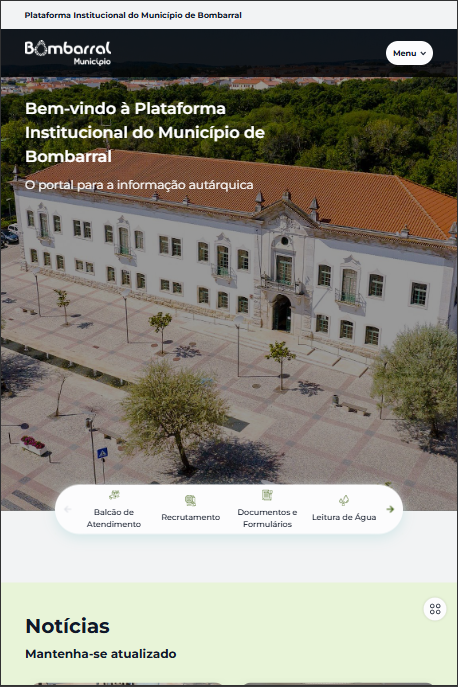 Plataforma Institucional do Município de Bombarral
Bombarral
Município
Menu
Bem-vindo à Plataforma
Institucional do Município de
Bombarral
O portal para a informação autárquica
Balcão de
Atendimento
Recrutamento
Documentos e
Formulários
Leitura de Água
Notícias
Mantenha-se atualizado